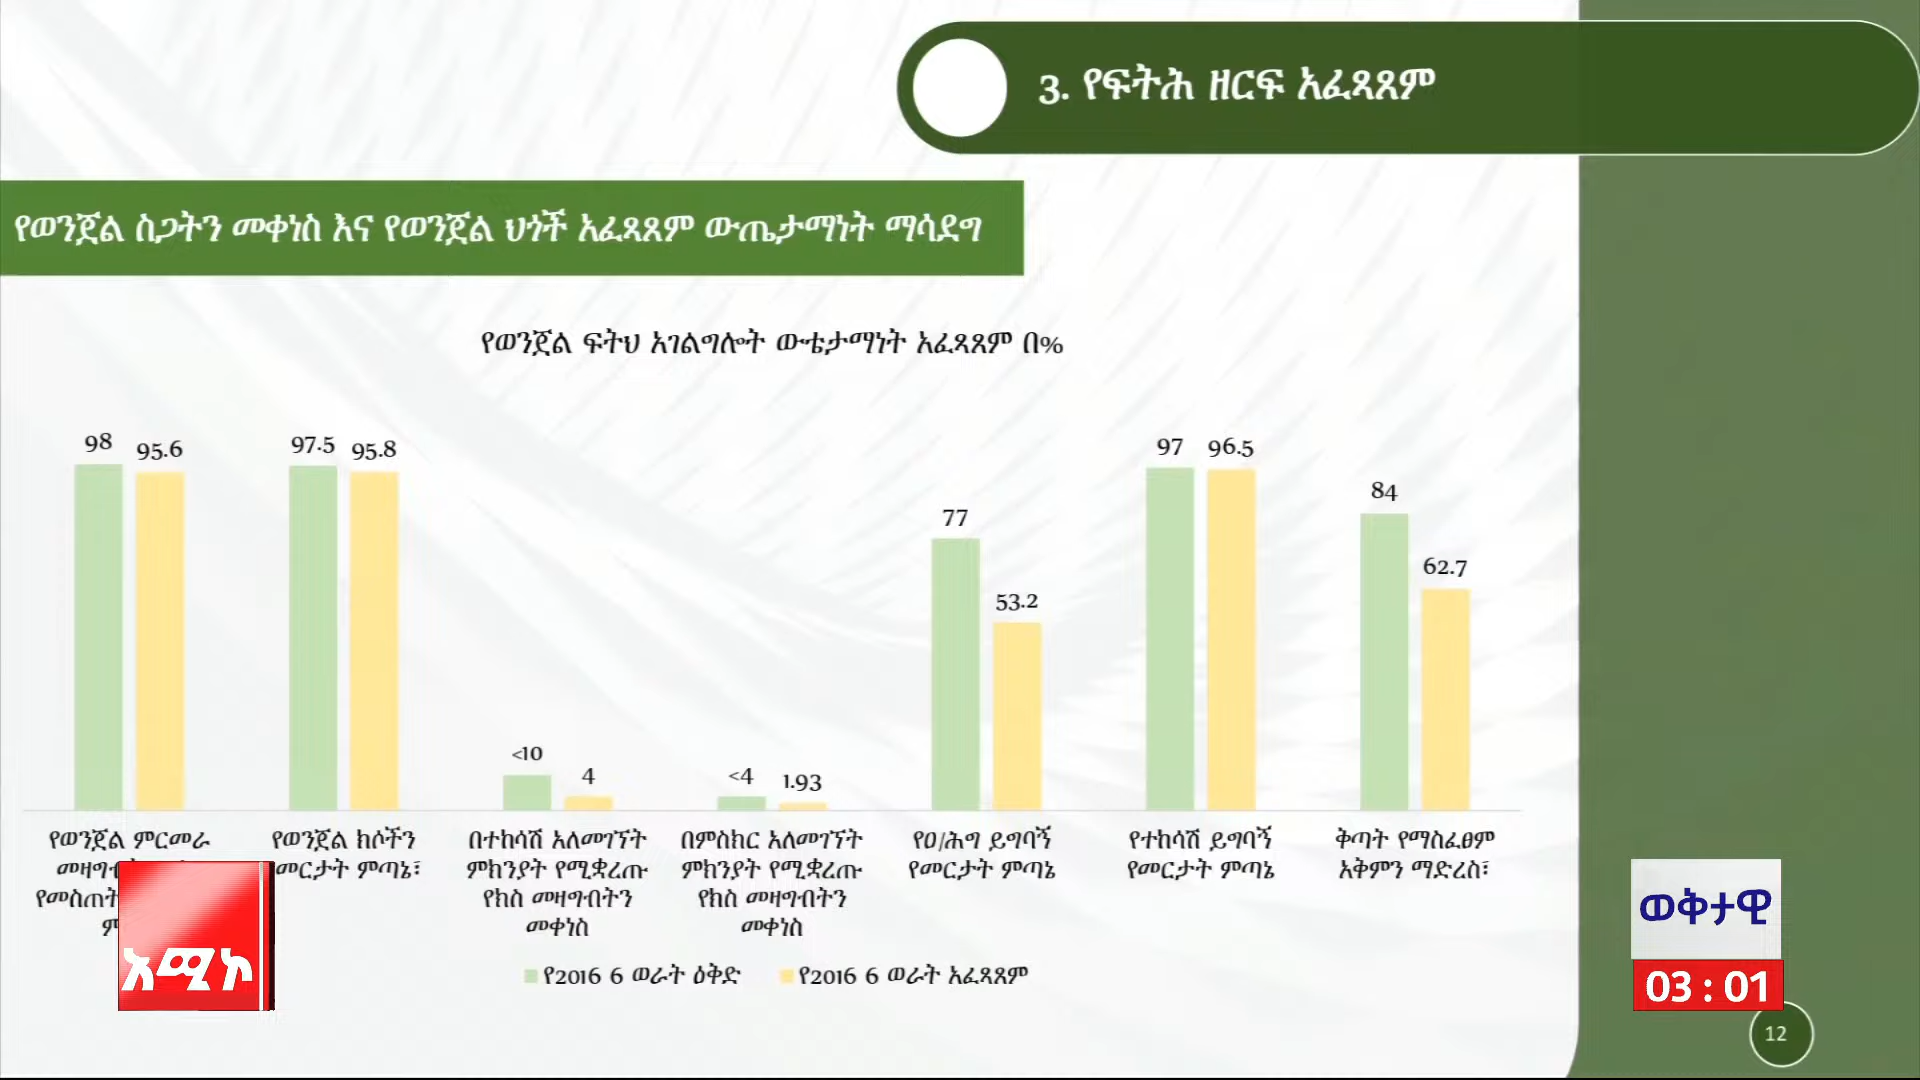 3. የፍትሕ ዘርፍ አፈጻጸም
የወንጀል ስጋትን መቀነስ እና የወንጀል ህጎች አፈጻጸም ውጤታማነት ማሳደግ
የወንጀል ፍትህ አገልግሎት ውቴታማነት አፈጻጸም በ%
98 95.6 97.5 95.8 <10 4 <4 1.93 77 53.2 97 96.5 84 62.7
የወንጀል ምርመራ
የወንጀል ክሶችን
የመርታት ምጣኔ፣
በተከሳሽ አለመገኘት
ምክንያት የሚቋረጡ
የክስ መዛግብትን
መቀነስ
በምስክር አለመገኘት
ምክንያት የሚቋረጡ
የክስ መዛግብትን
መቀነስ
የዐ/ሕግ ይግባኝ
የመርታት ምጣኔ
የተከሳሽ ይግባኝ
የመርታት ምጣኔ
ቅጣት የማስፈፀም
አቅምን ማድረስ፣
የ2016 6 ወራት ዕቅድ
የ2016 6 ወራት አፈጻጸም
አሚኮ
ወቅታዊ
03 : 01
12